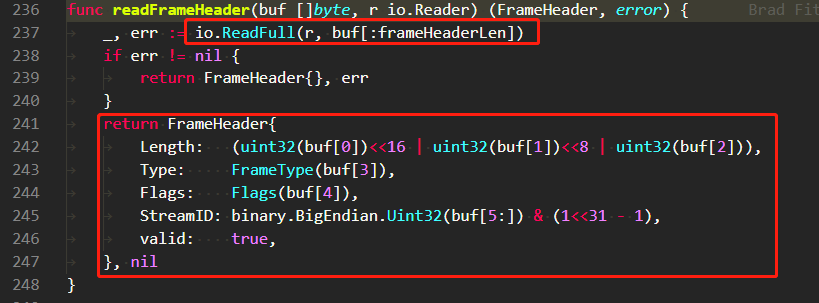 236 func readFrameHeader(buf []byte, r io.Reader) (FrameHeader, error) { Brad Fit
237 _, err := io.ReadFull(r, buf[:frameHeaderLen])
238 if err != nil {
239 return FrameHeader{}, err
240 }
241 return FrameHeader{
242 Length: (uint32(buf[0])<<16 | uint32(buf[1])<<8 | uint32(buf[2])),
243 Type: FrameType(buf[3]),
244 Flags: Flags(buf[4]),
245 StreamID: binary.BigEndian.Uint32(buf[5:]) & (1<<31 - 1),
246 valid: true,
247 }, nil
248 }